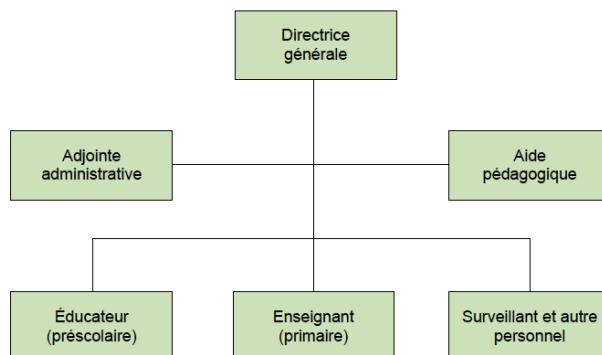 Directrice
générale
Adjointe
administrative
Aide
pédagogique
Éducateur
(préscolaire)
Enseignant
(primaire)
Surveillant et autre
personnel